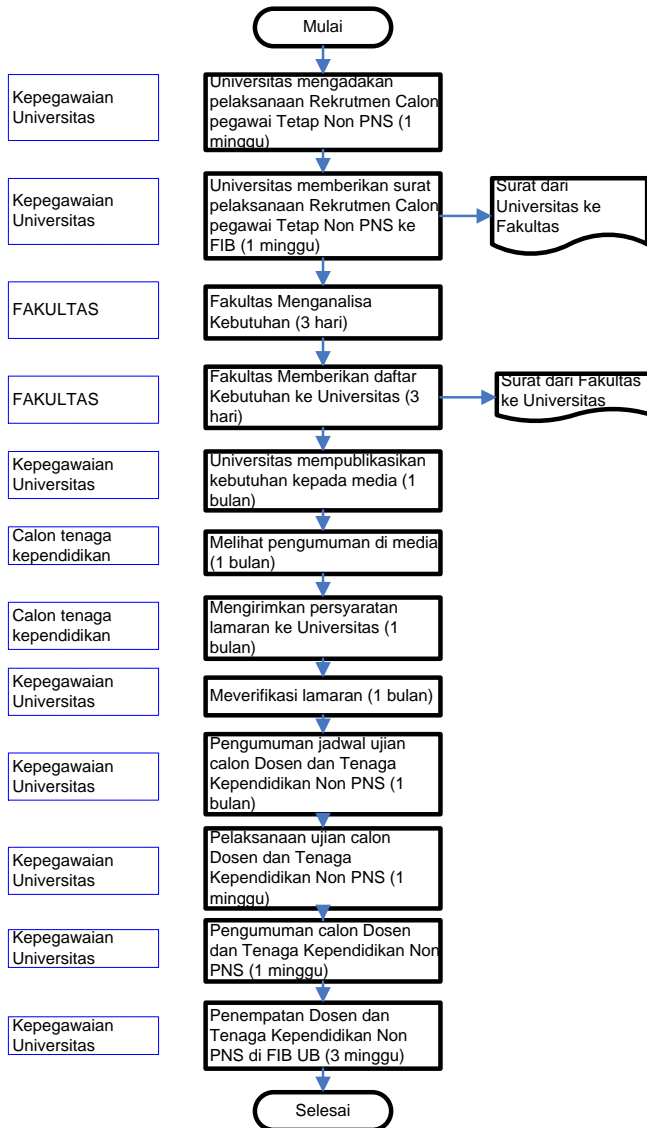 Mulai
Kepegawaian
Universitas
Universitas mengadakan
pelaksanaan Rekrutmen Calon
pegawai Tetap Non PNS (1
minggu)
Kepegawaian
Universitas
Universitas memberikan surat
pelaksanaan Rekrutmen Calon
pegawai Tetap Non PNS ke
FIB (1 minggu)
Surat dari
Universitas ke
Fakultas
FAKULTAS
Fakultas Menganalisa
Kebutuhan (3 hari)
FAKULTAS
Fakultas Memberikan daftar
Kebutuhan ke Universitas (3
hari)
Surat dari Fakultas
ke Universitas
Kepegawaian
Universitas
Universitas mempublikasikan
kebutuhan kepada media (1
bulan)
Calon tenaga
kependidikan
Melihat pengumuman di media
(1 bulan)
Calon tenaga
kependidikan
Mengirimkan persyaratan
lamaran ke Universitas (1
bulan)
Kepegawaian
Universitas
Meverifikasi lamaran (1 bulan)
Kepegawaian
Universitas
Pengumuman jadwal ujian
calon Dosen dan Tenaga
Kependidikan Non PNS (1
bulan)
Kepegawaian
Universitas
Pelaksanaan ujian calon
Dosen dan Tenaga
Kependidikan Non PNS (1
minggu)
Kepegawaian
Universitas
Pengumuman calon Dosen
dan Tenaga Kependidikan Non
PNS (1 minggu)
Kepegawaian
Universitas
Penempatan Dosen dan
Tenaga Kependidikan Non
PNS di FIB UB (3 minggu)
Selesai